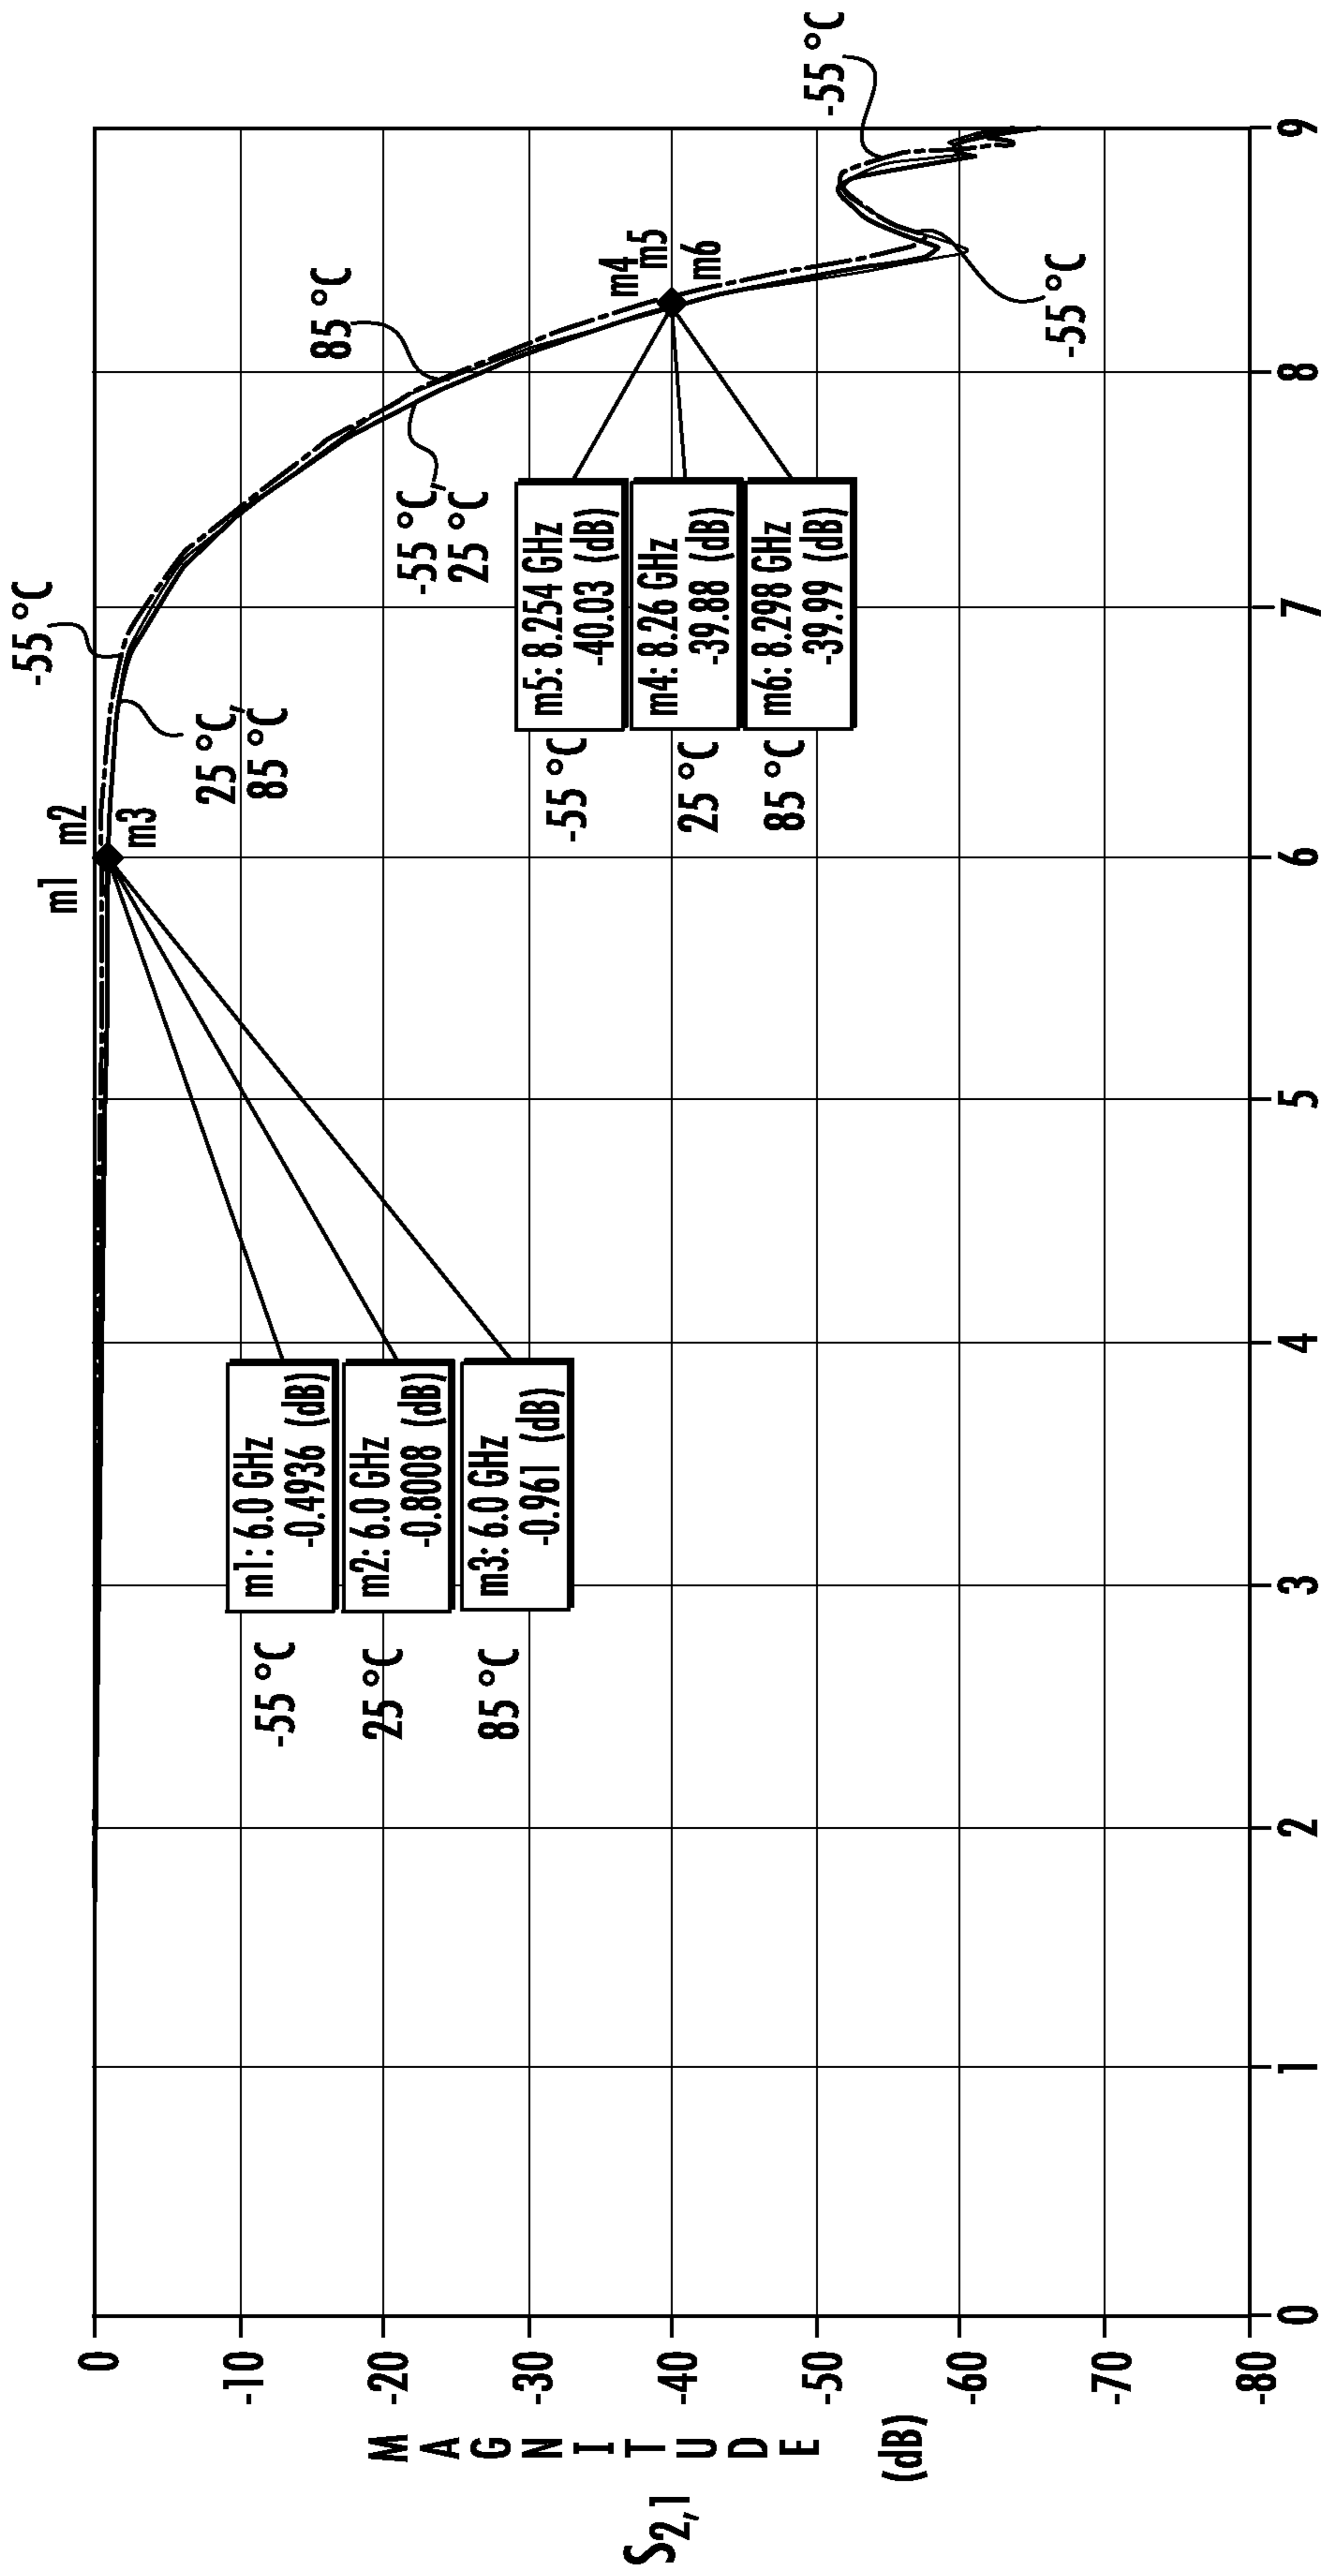 S2,1
MAGNITUDE
(dB)
0
-10
-20
-30
-40
-50
-60
-70
-80
0
1
2
3
4
5
6
7
8
9
-55 °C
m1: 6.0 GHz
-0.4936 (dB)
25 °C
m2: 6.0 GHz
-0.8008 (dB)
85 °C
m3: 6.0 GHz
-0.961 (dB)
m1
m2
m3
-55 °C
25 °C,
85 °C
-55 °C,
25 °C
85 °C
-55 °C
m5: 8.254 GHz
-40.03 (dB)
25 °C
m4: 8.26 GHz
-39.88 (dB)
85 °C
m6: 8.298 GHz
-39.99 (dB)
m4
m5
m6
-55 °C
-55 °C